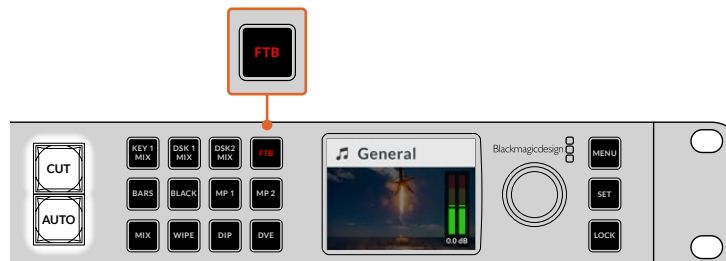 FTB
CUT
AUTO
KEY 1
MIX
DSK 1
MIX
DSK2
MIX
FTB
BARS
BLACK
MP 1
MP 2
MIX
WIPE
DIP
DVE
General
0.0 dB
Blackmagicdesign
MENU
SET
LOCK